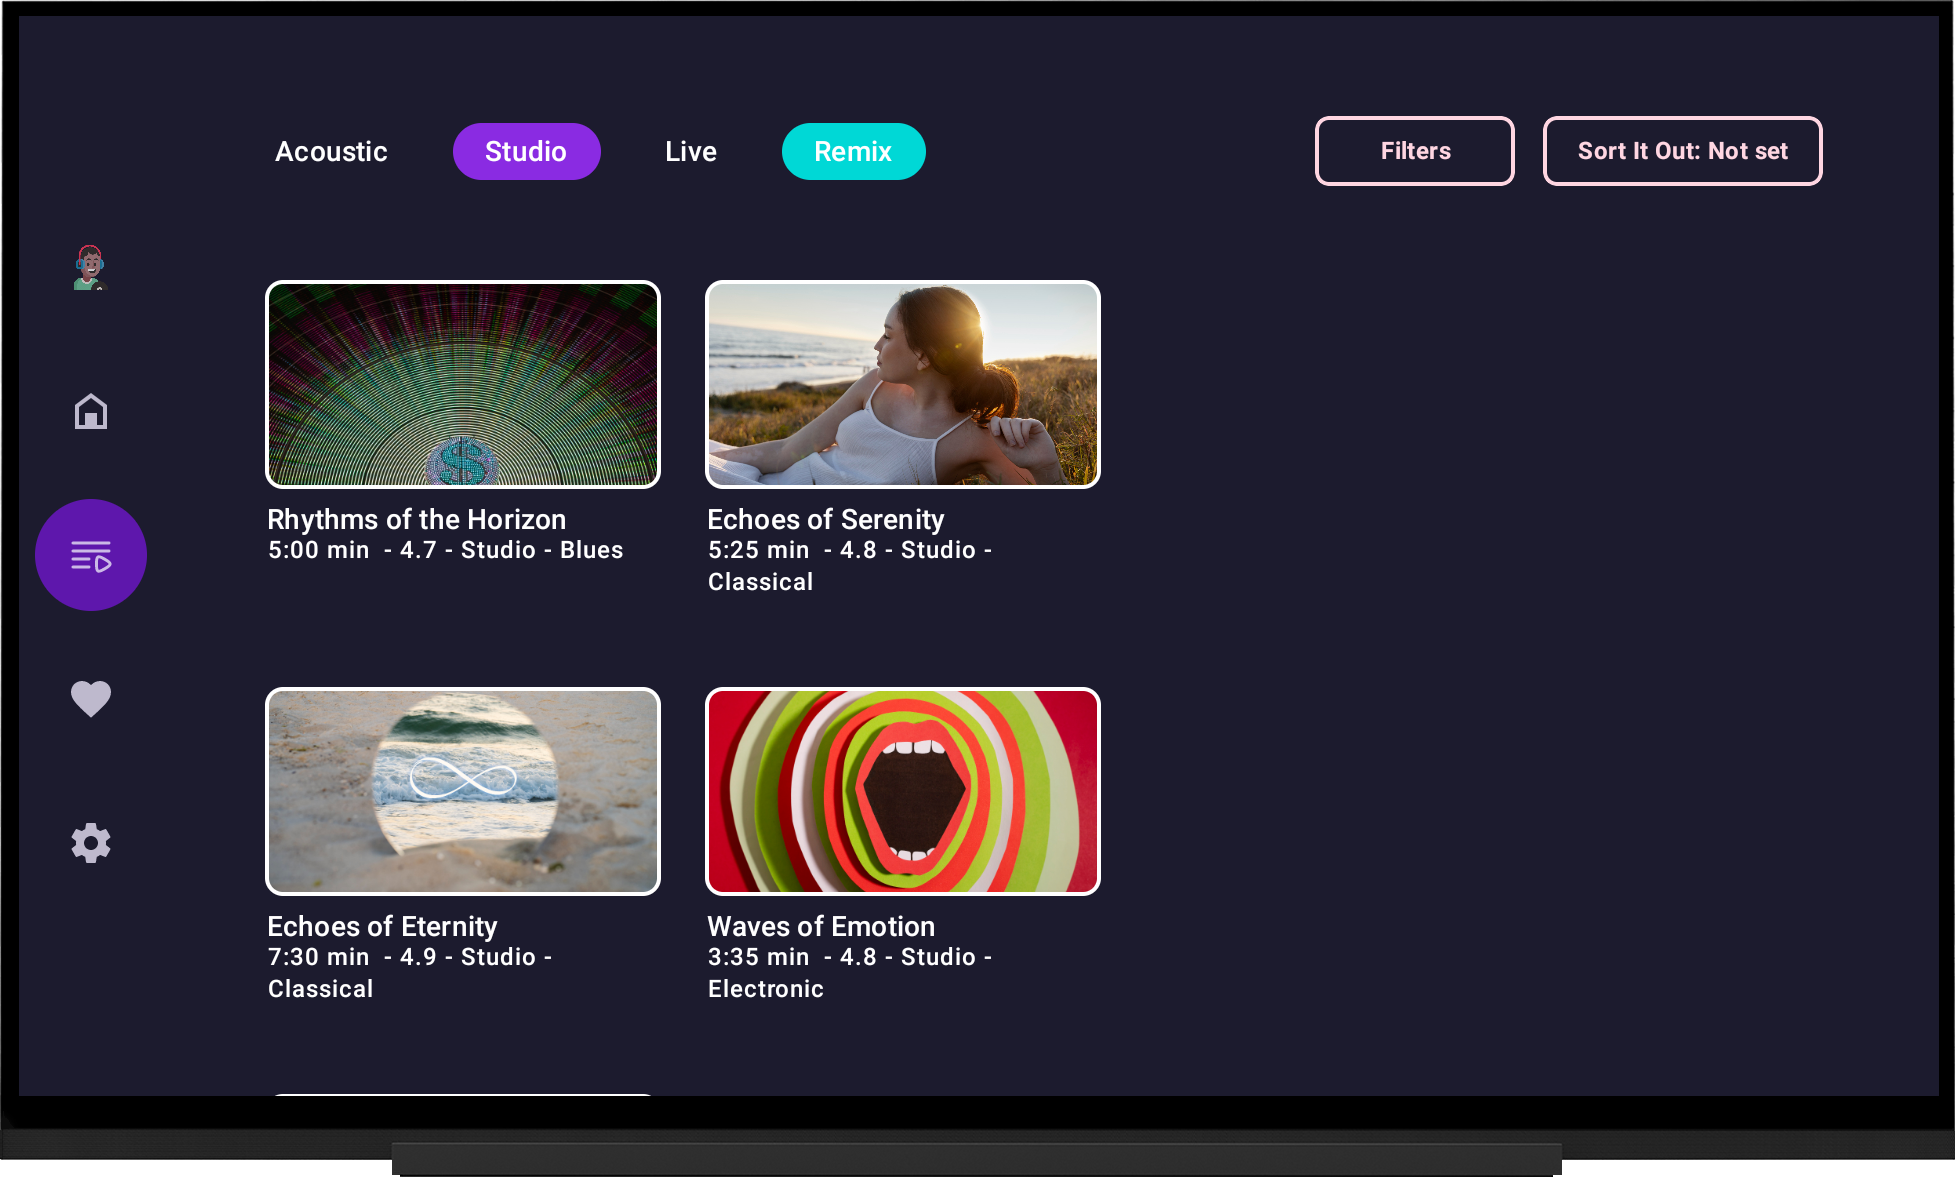 Acoustic
Studio
Live
Remix
Filters
Sort It Out: Not set
Rhythms of the Horizon
5:00 min  - 4.7 - Studio - Blues
Echoes of Serenity
5:25 min  - 4.8 - Studio -
Classical
Echoes of Eternity
7:30 min  - 4.9 - Studio -
Classical
Waves of Emotion
3:35 min  - 4.8 - Studio -
Electronic